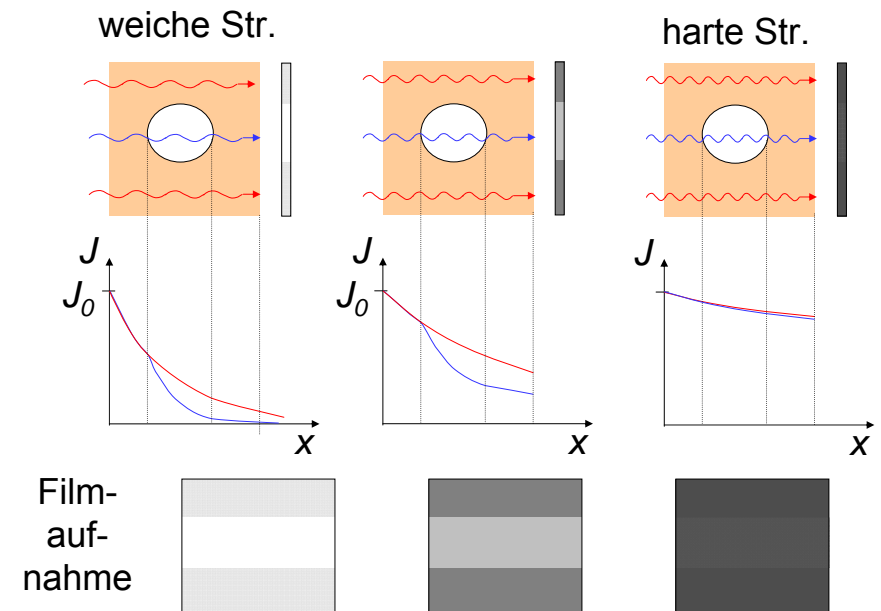 weiche Str.
harte Str.
J
J0
x
J
J0
x
J
x
Film-
auf-
nahme